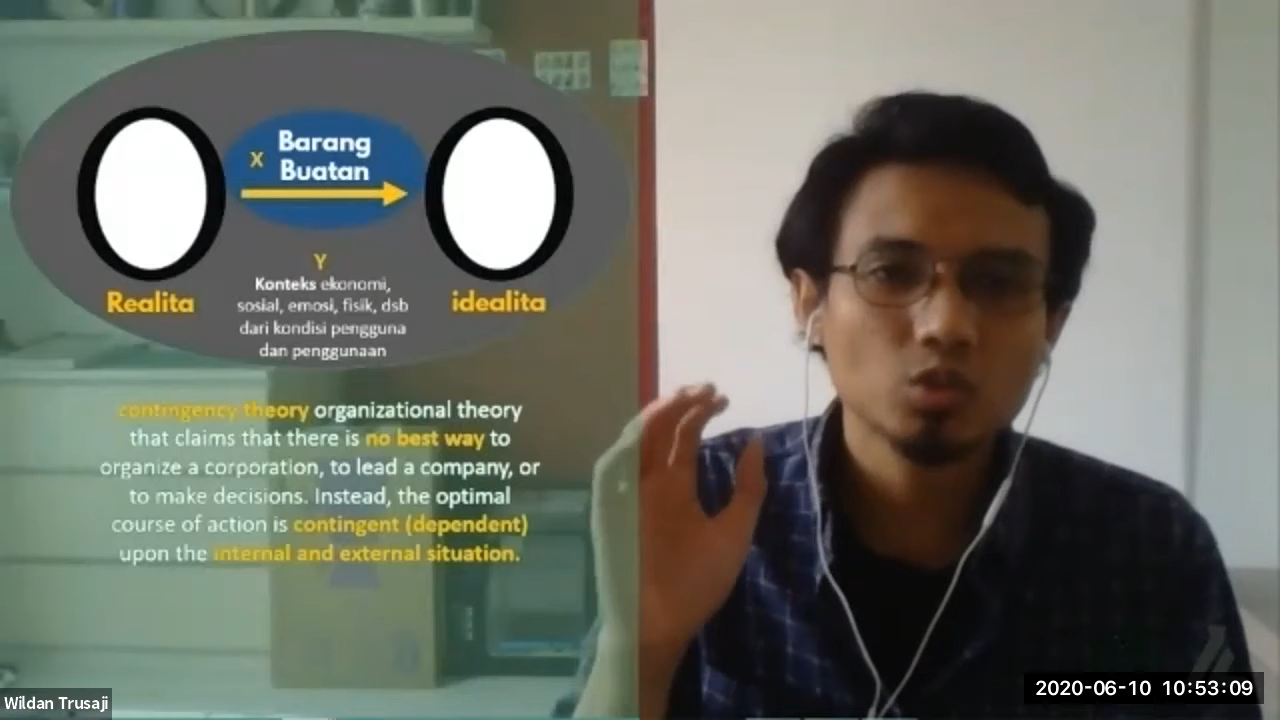 Barang
X
Buatan
Y
Konteks ekonomi,
sosial, emosi, fisik, dsb
dari kondisi pengguna
dan penggunaan
Realita
idealita
contingency theory organizational theory
that claims that there is no best way to
organize a corporation, to lead a company, or
to make decisions. Instead, the optimal
course of action is contingent (dependent)
upon the internal and external situation.
Wildan Trusaji
2020-06-10 10:53:09